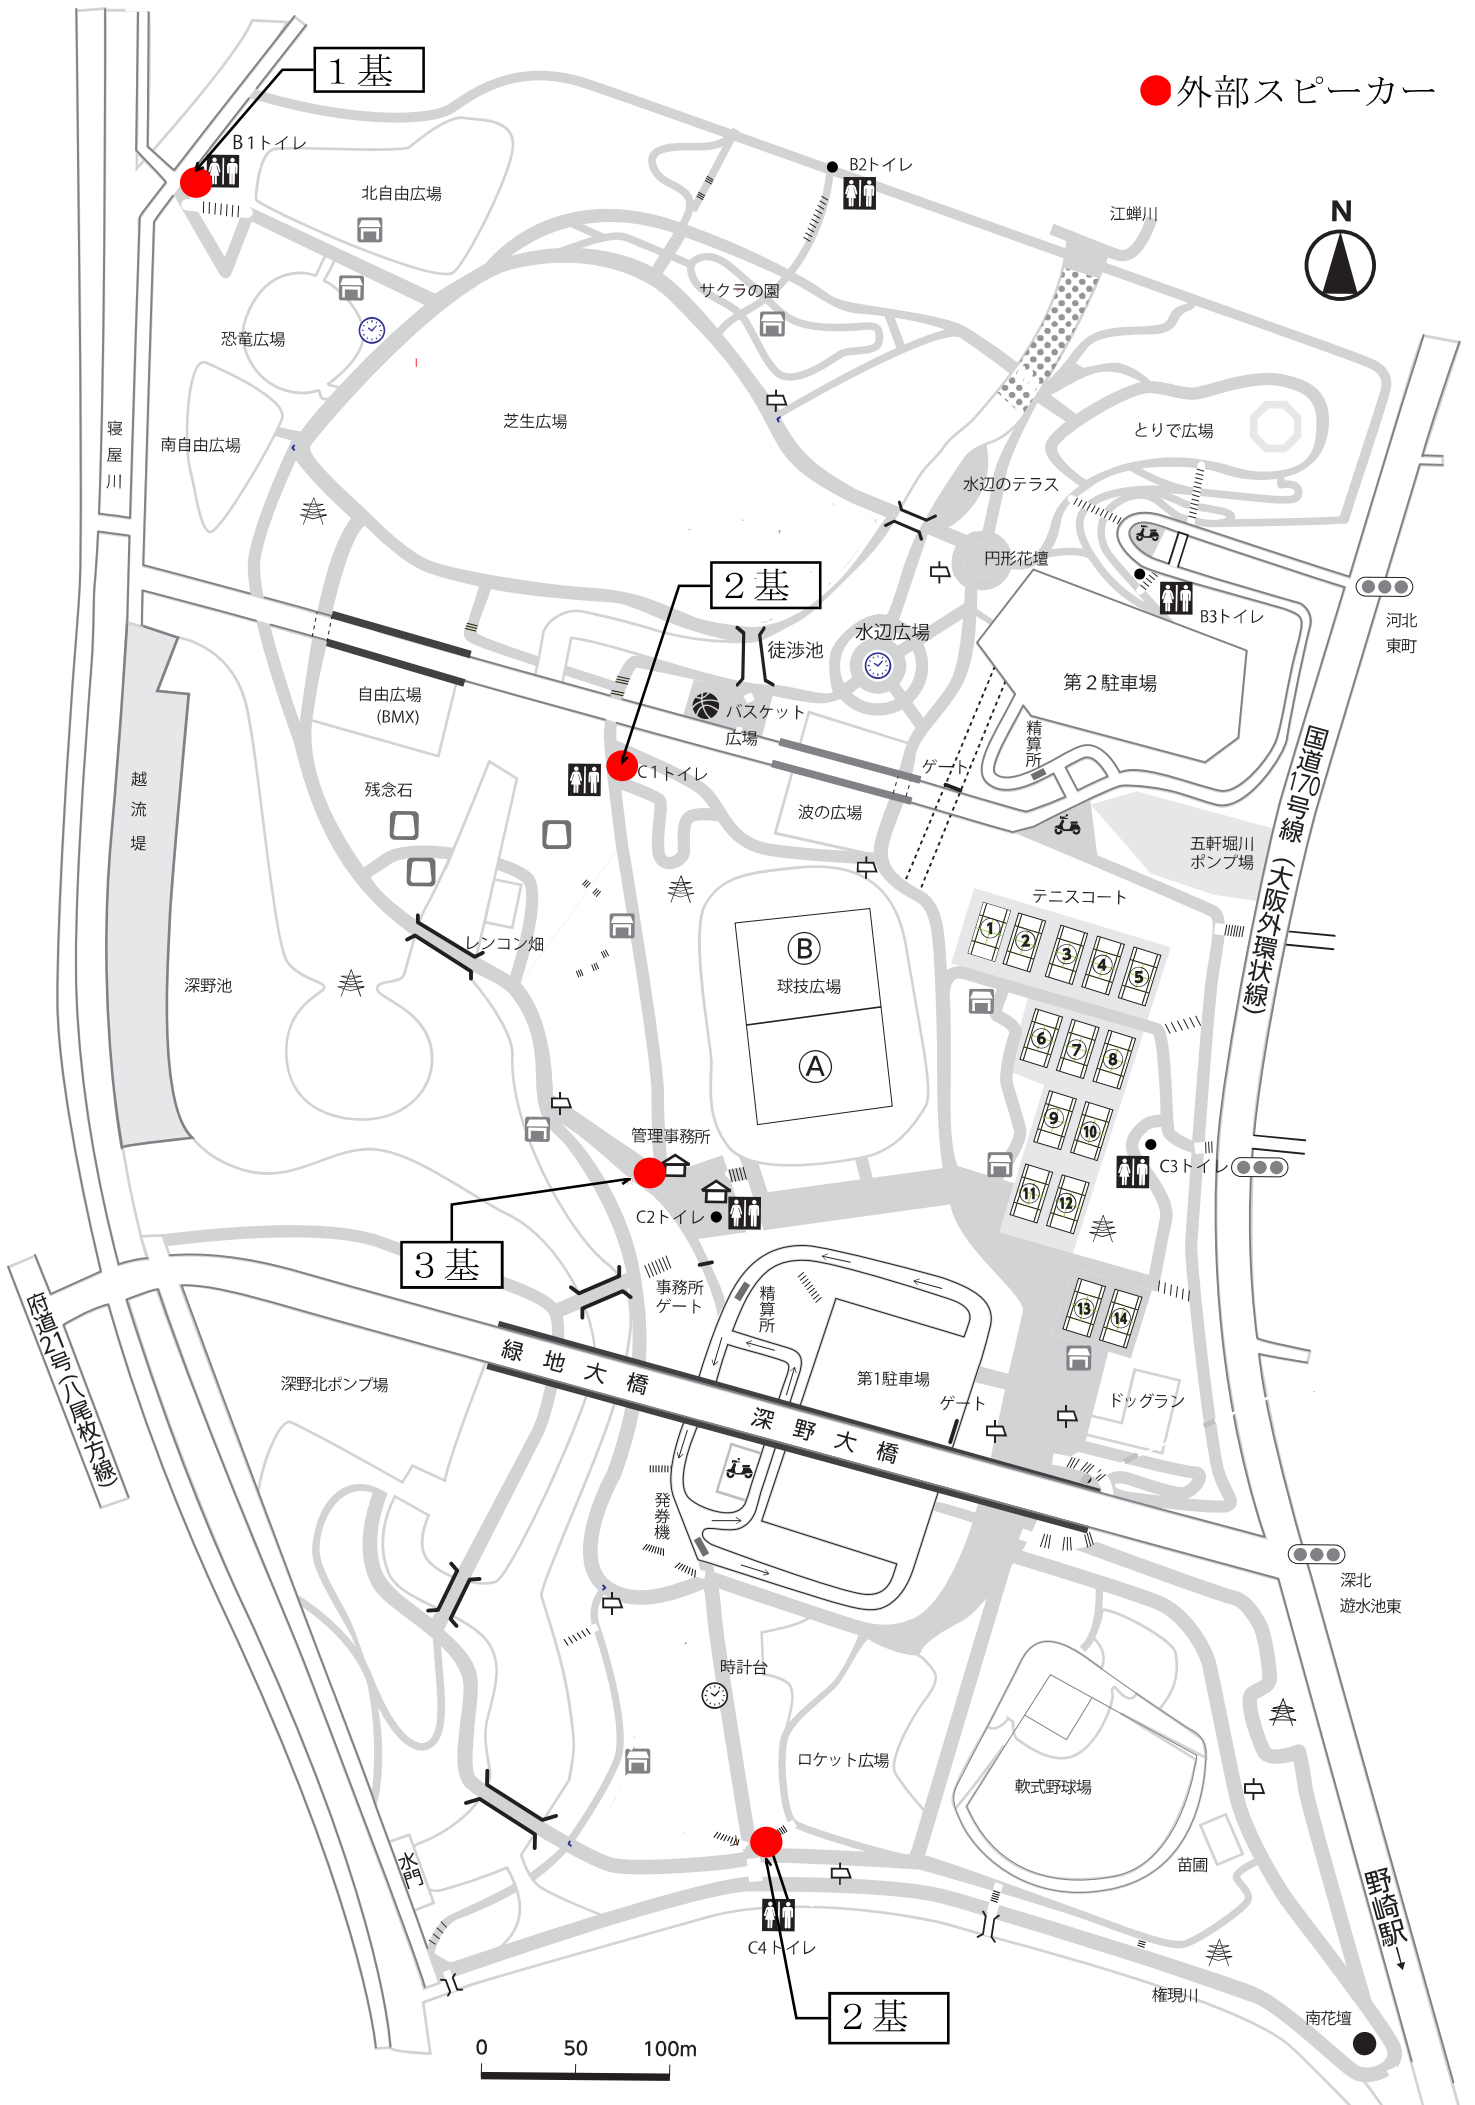 1基
外部スピーカー
B1トイレ
B2トイレ
北自由広場
江蝉川
N
サクラの園
恐竜広場
芝生広場
とりで広場
寝屋川
南自由広場
水辺のテラス
円形花壇
2基
河北
東町
B3トイレ
水辺広場
徒渉池
第2駐車場
自由広場
(BMX)
バスケット
広場
精算所
ゲート
国道170号線(大阪外環状線)
C1トイレ
越流堤
残念石
波の広場
五軒堀川
ポンプ場
テニスコート
1
2
3
4
5
レンコン畑
B
球技広場
深野池
6
7
8
A
9
10
管理事務所
C3トイレ
11
12
C2トイレ
3基
事務所
ゲート
精算所
13
14
府道21号(八尾枚方線)
緑地大橋
深野北ポンプ場
第1駐車場
ゲート
ドッグラン
深野大橋
発券機
深北
遊水池東
時計台
ロケット広場
軟式野球場
水門
苗圃
野崎駅
C4トイレ
権現川
2基
南花壇
0 50 100m